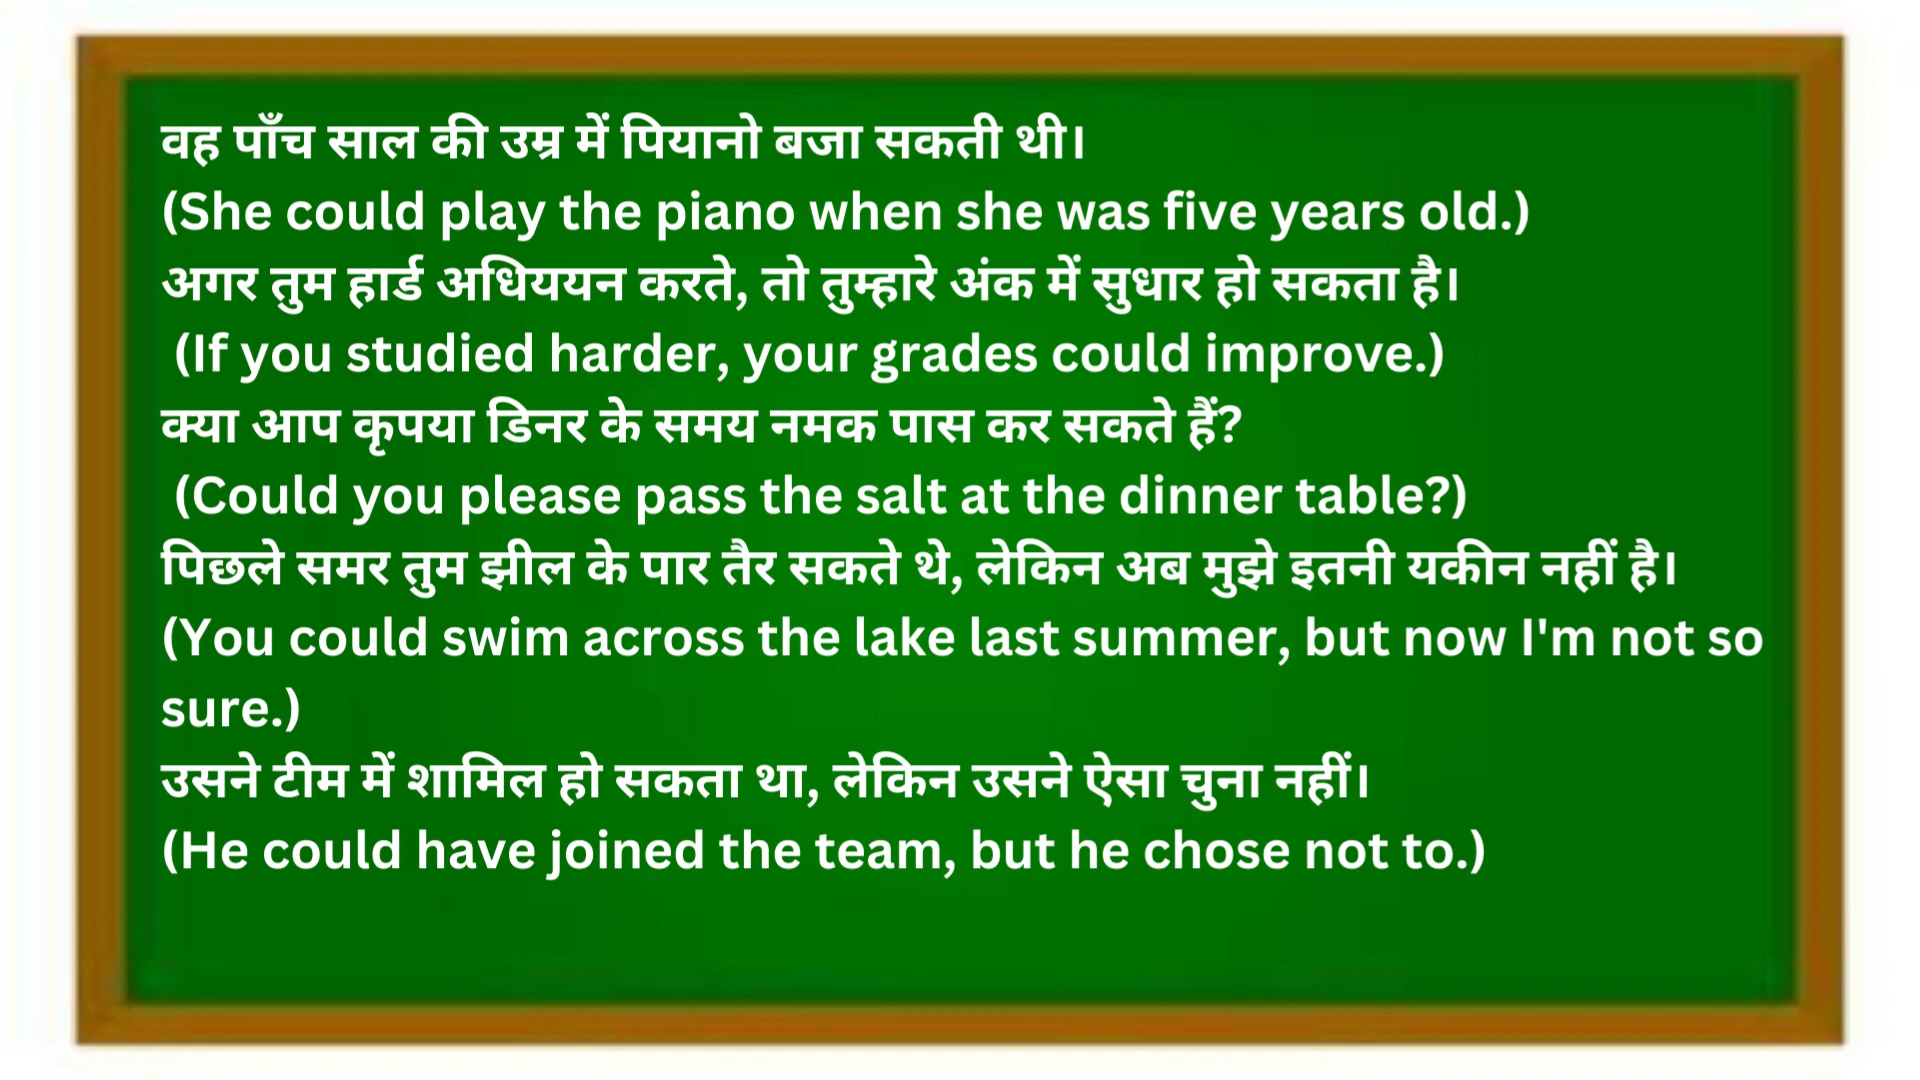 वह पाँच साल की उम्र में पियानो बजा सकती थी।
(She could play the piano when she was five years old.)
अगर तुम हार्ड अधिययन करते, तो तुम्हारे अंक में सुधार हो सकता है।
(If you studied harder, your grades could improve.)
क्या आप कृपया डिनर के समय नमक पास कर सकते हैं?
(Could you please pass the salt at the dinner table?)
पिछले समर तुम झील के पार तैर सकते थे, लेकिन अब मुझे इतनी यकीन नहीं है।
(You could swim across the lake last summer, but now I'm not so
sure.)
उसने टीम में शामिल हो सकता था, लेकिन उसने ऐसा चुना नहीं।
(He could have joined the team, but he chose not to.)